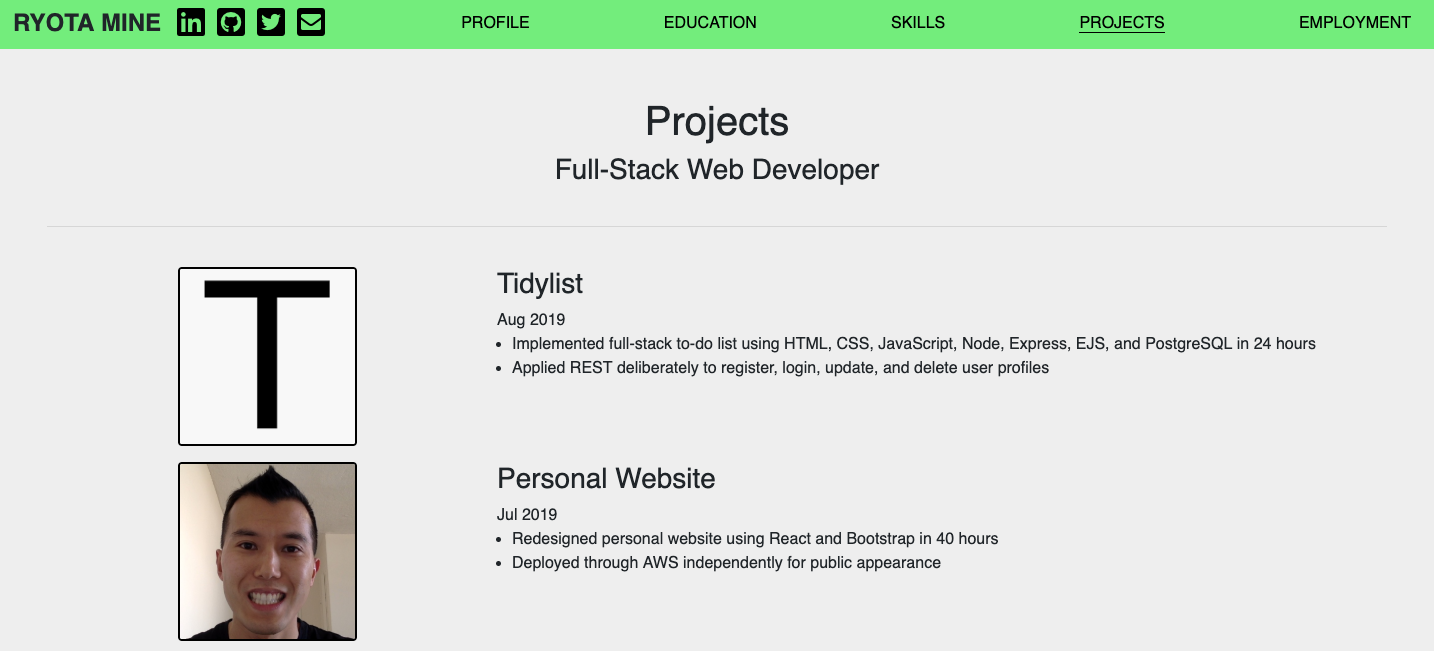 RYOTA MINE in PROFILE EDUCATION SKILLS PROJECTS EMPLOYMENT
Projects
Full-Stack Web Developer
T
Tidylist
Aug 2019
• Implemented full-stack to-do list using HTML, CSS, JavaScript, Node, Express, EJS, and PostgreSQL in 24 hours
• Applied REST deliberately to register, login, update, and delete user profiles
Personal Website
Jul 2019
• Redesigned personal website using React and Bootstrap in 40 hours
• Deployed through AWS independently for public appearance